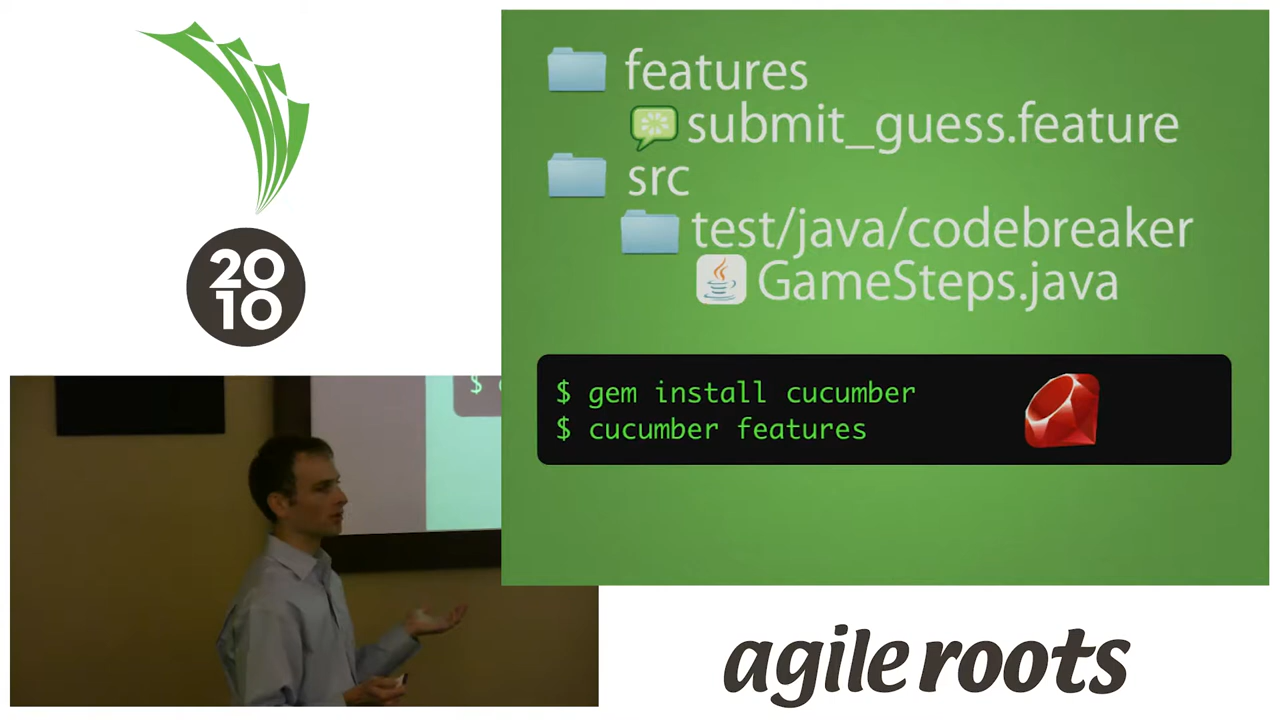 20
10
features
submit_guess.feature
src
test/java/codebreaker
GameSteps.java
$ gem install cucumber
$ cucumber features
$
agile roots